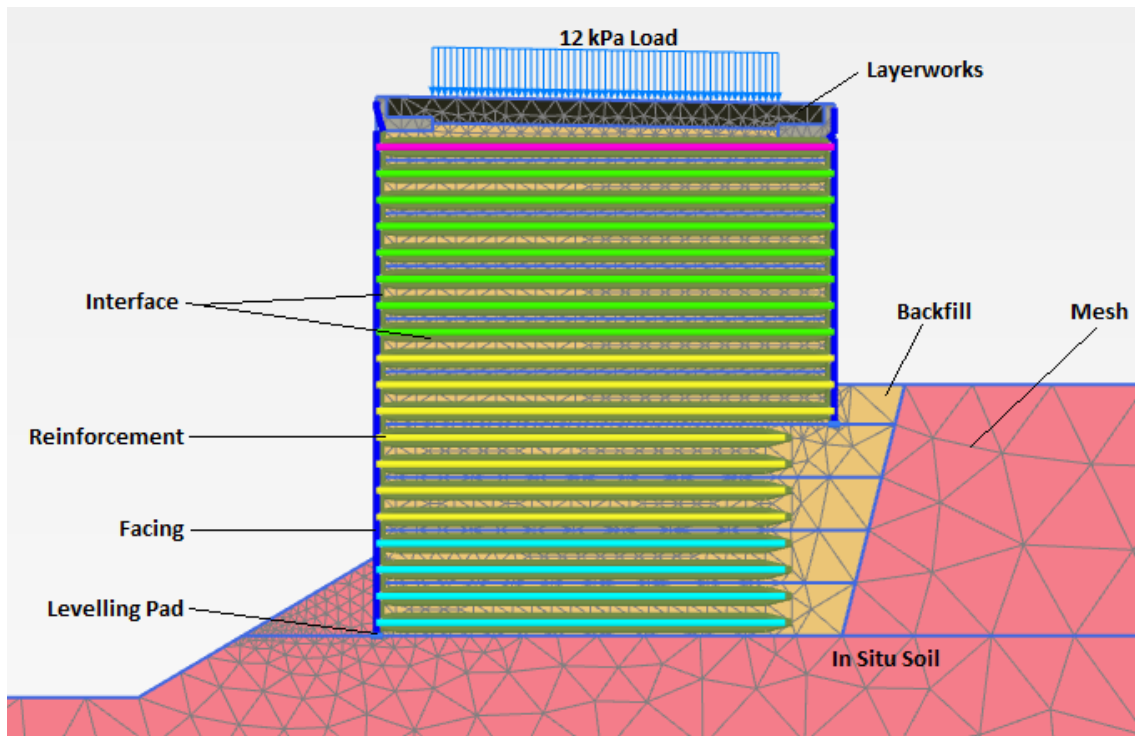 12 kPa Load
Layerworks
Interface
Backfill
Mesh
Reinforcement
Facing
Levelling Pad
In Situ Soil